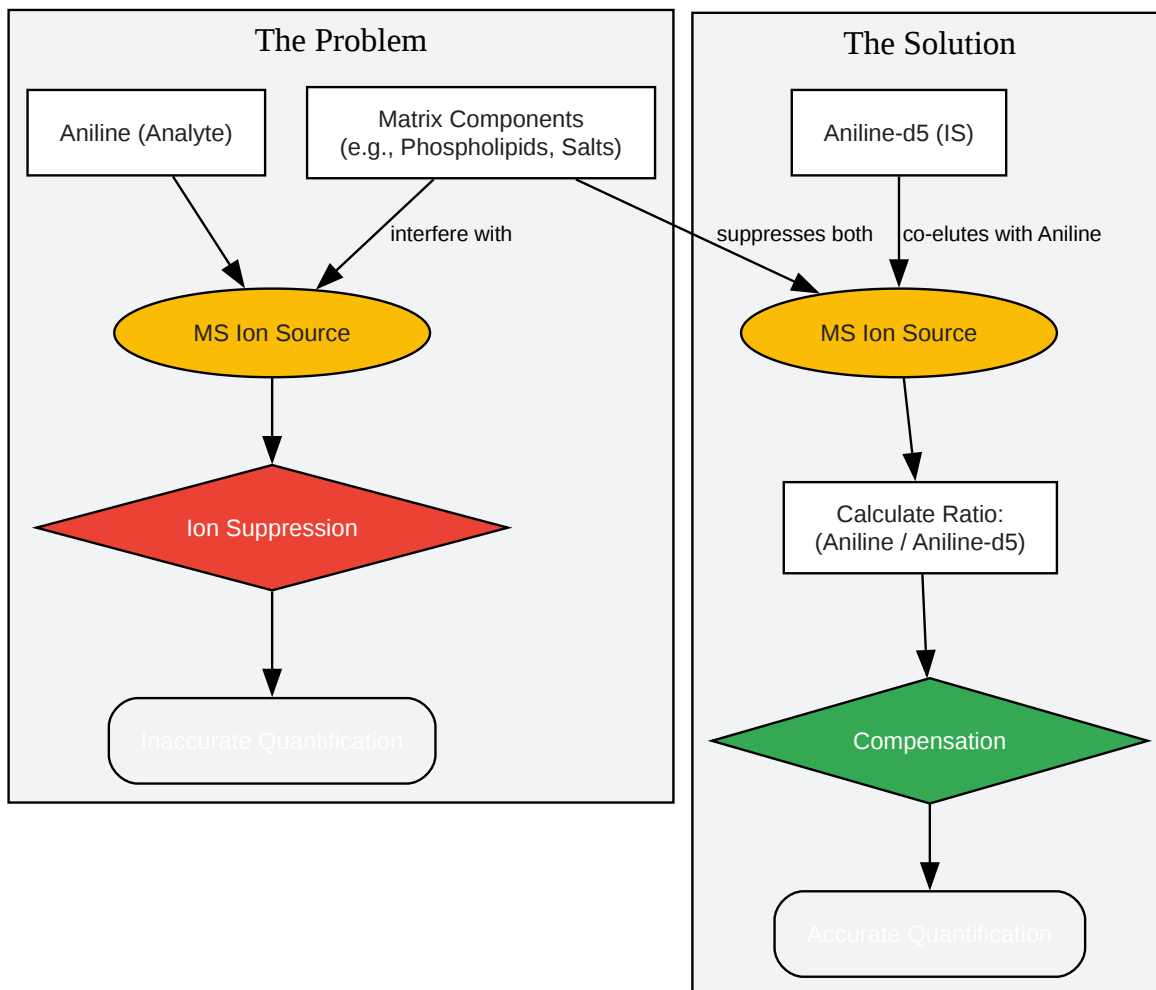 The Problem
Aniline (Analyte)
Matrix Components
(e.g., Phospholipids, Salts)
interfere with
MS Ion Source
Ion Suppression
Inaccurate Quantification
The Solution
Aniline-d5 (IS)
suppresses both
co-elutes with Aniline
MS Ion Source
Calculate Ratio:
(Aniline / Aniline-d5)
Compensation
Accurate Quantification